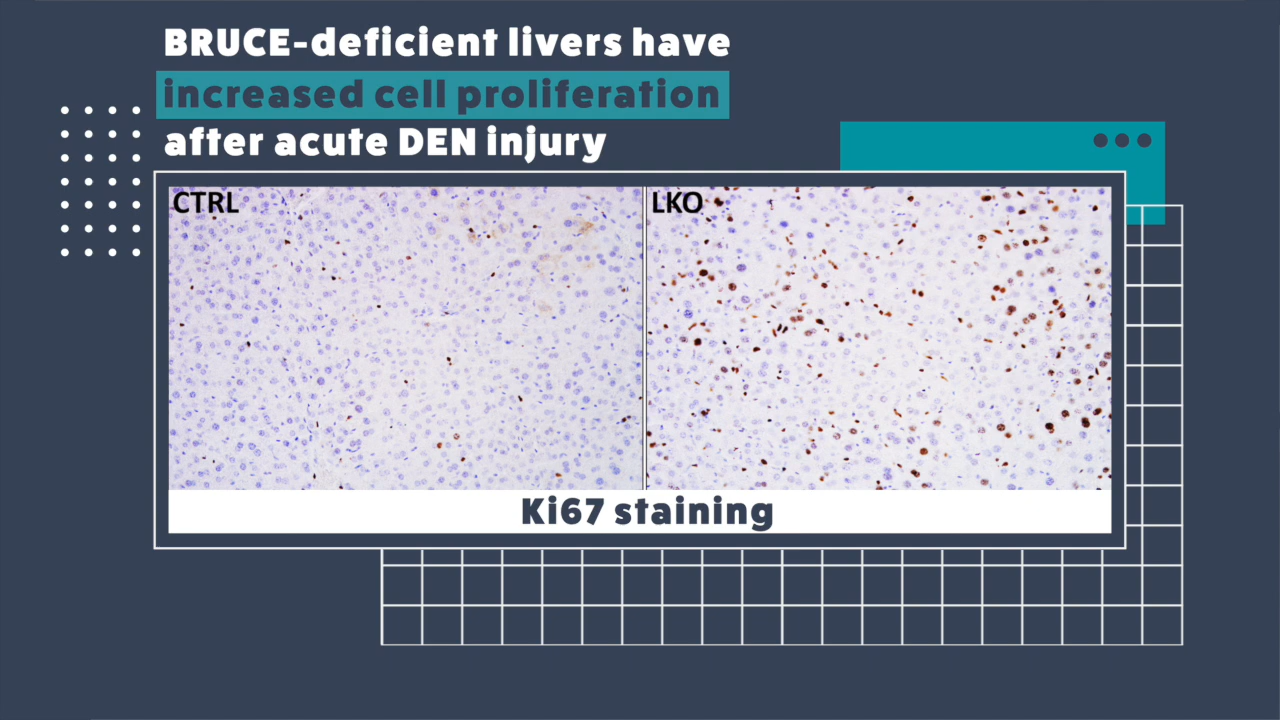 BRUCE-deficient livers have
increased cell proliferation
after acute DEN injury
CTRL
LKO
Ki67 staining